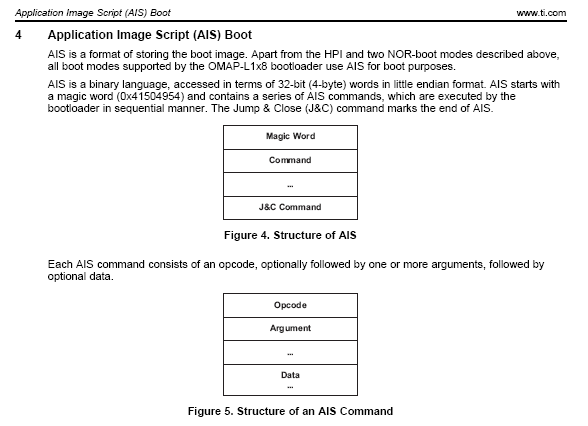 Application Image Script (AIS) Boot www.ti.com
4 Application Image Script (AIS) Boot
AIS is a format of storing the boot image. Apart from the HPI and two NOR-boot modes described above,
all boot modes supported by the OMAP-L1x8 bootloader use AIS for boot purposes.
AIS is a binary language, accessed in terms of 32-bit (4-byte) words in little endian format. AIS starts with
a magic word (0x41504954) and contains a series of AIS commands, which are executed by the
bootloader in sequential manner. The Jump & Close (J&C) command marks the end of AIS.
Magic Word
Command
...
J&C Command
Figure 4. Structure of AIS
Each AIS command consists of an opcode, optionally followed by one or more arguments, followed by
optional data.
Opcode
Argument
...
Data
...
Figure 5. Structure of an AIS Command